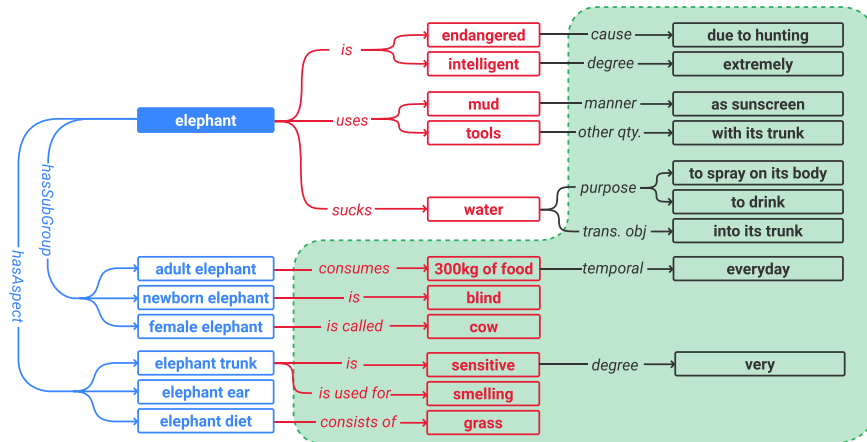 endangered cause due to hunting
is
intelligent degree extremely
mud manner as sunscreen
elephant uses
tools other qty. with its trunk
hasSubGroup
to spray on its body
purpose
sucks water to drink
trans. obj into its trunk
hasAspect
adult elephant consumes 300kg of food temporal everyday
newborn elephant is blind
female elephant is called cow
elephant trunk is sensitive degree very
elephant ear is used for smelling
elephant diet consists of grass